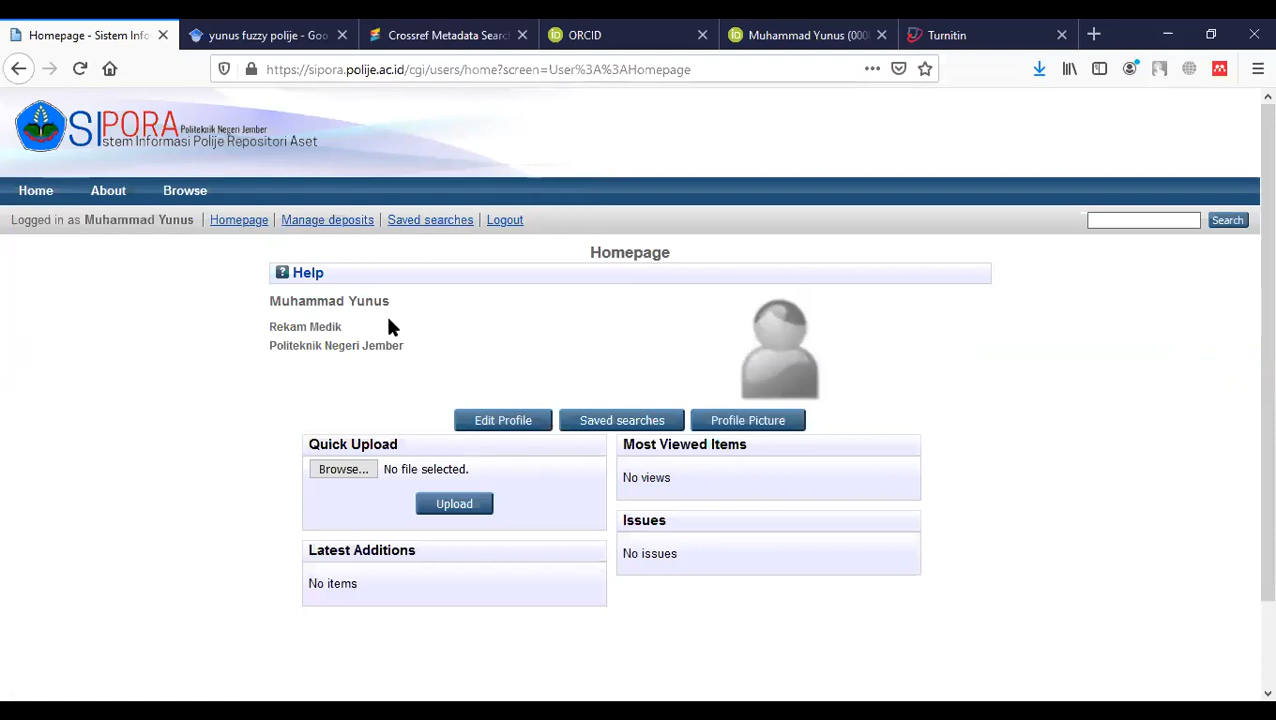 Homepage - Sistem Info
yunus fuzzy polije - Goo
Crossref Metadata Searc
ORCID
Muhammad Yunus (000
Turnitin
https://sipora.polije.ac.id/cgi/users/home?screen=User%3A%3AHomepage
SIPORA Politeknik Negeri Jember
Sistem Informasi Polije Repositori Aset
Home About Browse
Logged in as Muhammad Yunus | Homepage | Manage deposits | Saved searches | Logout
Search
Homepage
? Help
Muhammad Yunus
Rekam Medik
Politeknik Negeri Jember
Edit Profile Saved searches Profile Picture
Quick Upload
Browse... No file selected.
Upload
Latest Additions
No items
Most Viewed Items
No views
Issues
No issues